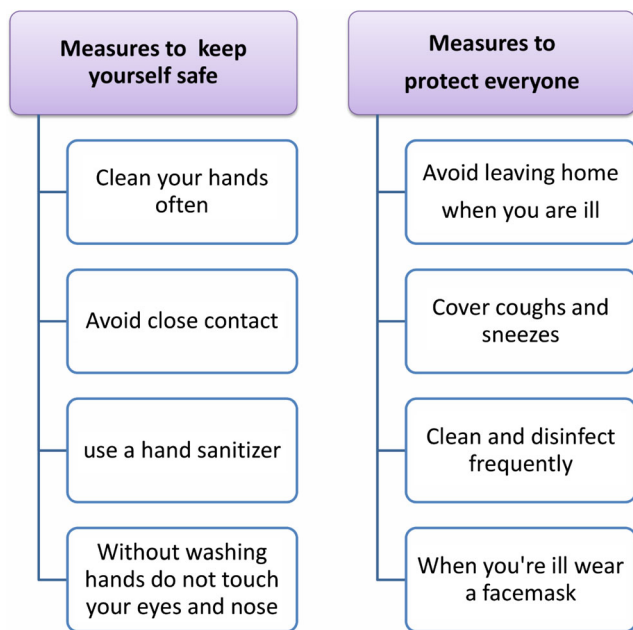 Measures to keep
yourself safe
Clean your hands
often
Avoid close contact
use a hand sanitizer
Without washing
hands do not touch
your eyes and nose
Measures to
protect everyone
Avoid leaving home
when you are ill
Cover coughs and
sneezes
Clean and disinfect
frequently
When you're ill wear
a facemask